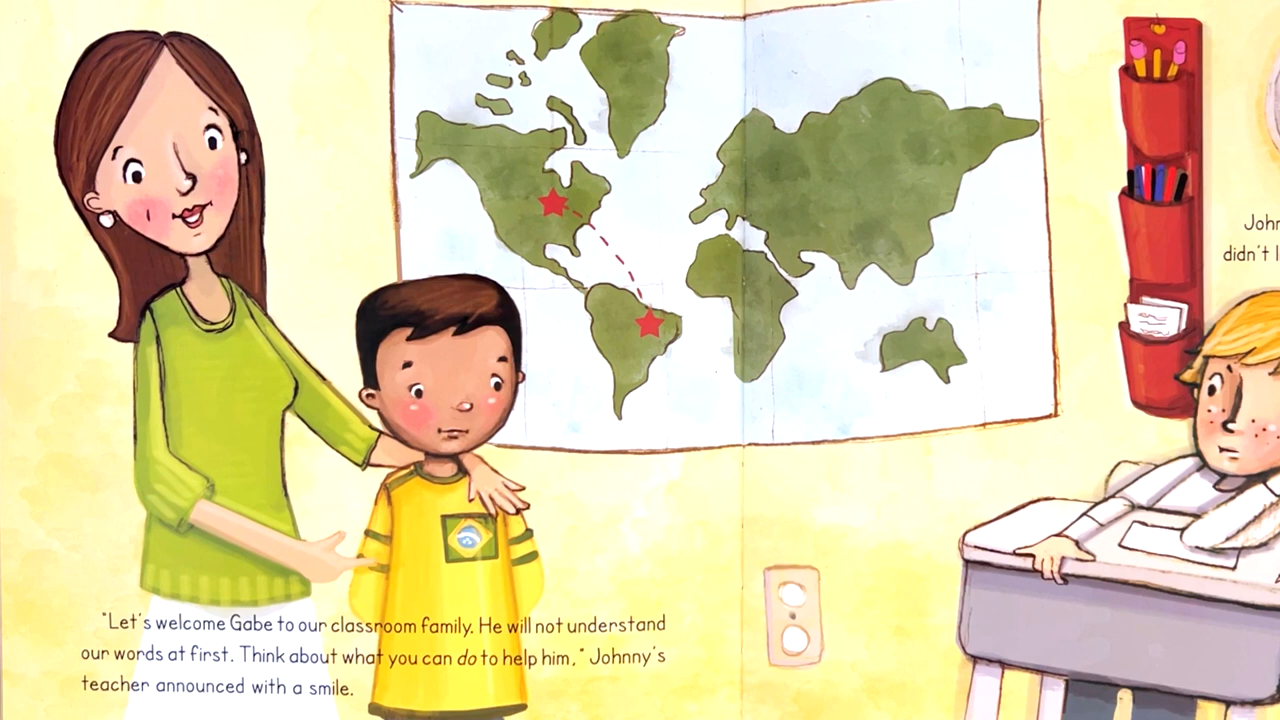 "Let's welcome Gabe to our classroom family. He will not understand
our words at first. Think about what you can do to help him," Johnny's
teacher announced with a smile.
didn't